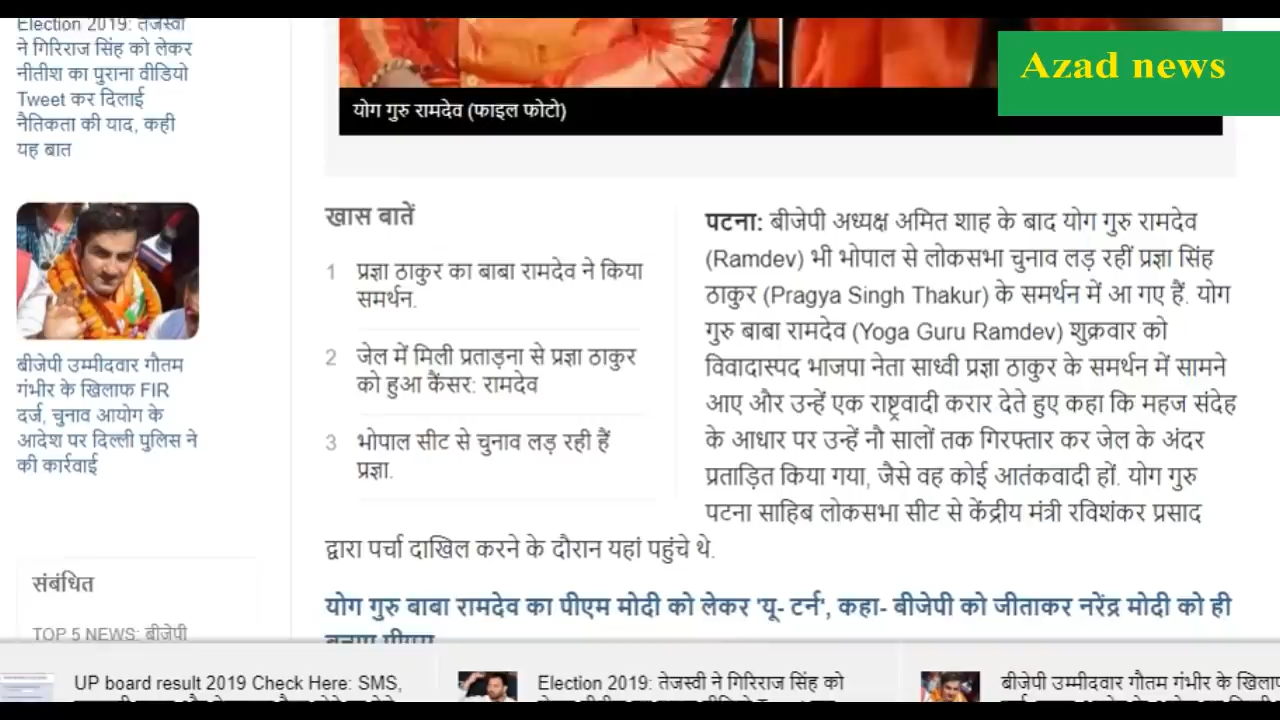 Election 2019: तेजस्वी
ने गिरिराज सिंह को लेकर
नीतीश का पुराना वीडियो
Tweet कर दिलाई
नैतिकता की याद, कही
यह बात
बीजेपी उम्मीदवार गौतम
गंभीर के खिलाफ FIR
दर्ज, चुनाव आयोग के
आदेश पर दिल्ली पुलिस ने
की कार्रवाई
संबंधित
TOP 5 NEWS: बीजेपी
Azad news
योग गुरु रामदेव (फाइल फोटो)
खास बातें
1 प्रज्ञा ठाकुर का बाबा रामदेव ने किया
समर्थन.
2 जेल में मिली प्रताड़ना से प्रज्ञा ठाकुर
को हुआ कैंसर: रामदेव
3 भोपाल सीट से चुनाव लड़ रही हैं
प्रज्ञा.
पटना: बीजेपी अध्यक्ष अमित शाह के बाद योग गुरु रामदेव
(Ramdev) भी भोपाल से लोकसभा चुनाव लड़ रहीं प्रज्ञा सिंह
ठाकुर (Pragya Singh Thakur) के समर्थन में आ गए हैं. योग
गुरु बाबा रामदेव (Yoga Guru Ramdev) शुक्रवार को
विवादास्पद भाजपा नेता साध्वी प्रज्ञा ठाकुर के समर्थन में सामने
आए और उन्हें एक राष्ट्रवादी करार देते हुए कहा कि महज संदेह
के आधार पर उन्हें नौ सालों तक गिरफ्तार कर जेल के अंदर
प्रताड़ित किया गया, जैसे वह कोई आतंकवादी हों. योग गुरु
पटना साहिब लोकसभा सीट से केंद्रीय मंत्री रविशंकर प्रसाद
द्वारा पर्चा दाखिल करने के दौरान यहां पहुंचे थे.
योग गुरु बाबा रामदेव का पीएम मोदी को लेकर 'यू- टर्न', कहा- बीजेपी को जीताकर नरेंद्र मोदी को ही
UP board result 2019 Check Here: SMS,
Election 2019: तेजस्वी ने गिरिराज सिंह को
बीजेपी उम्मीदवार गौतम गंभीर के